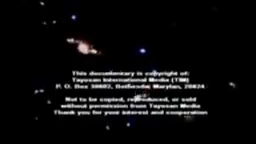 This documentary is copyright of:
Tayosan International Media (TIM)
P. O. Box 30602, Bethesda, Marylan, 20824
Not to be copied, reproduced, or sold
without permission from Tayosan Media
Thank you for your interest and cooperation